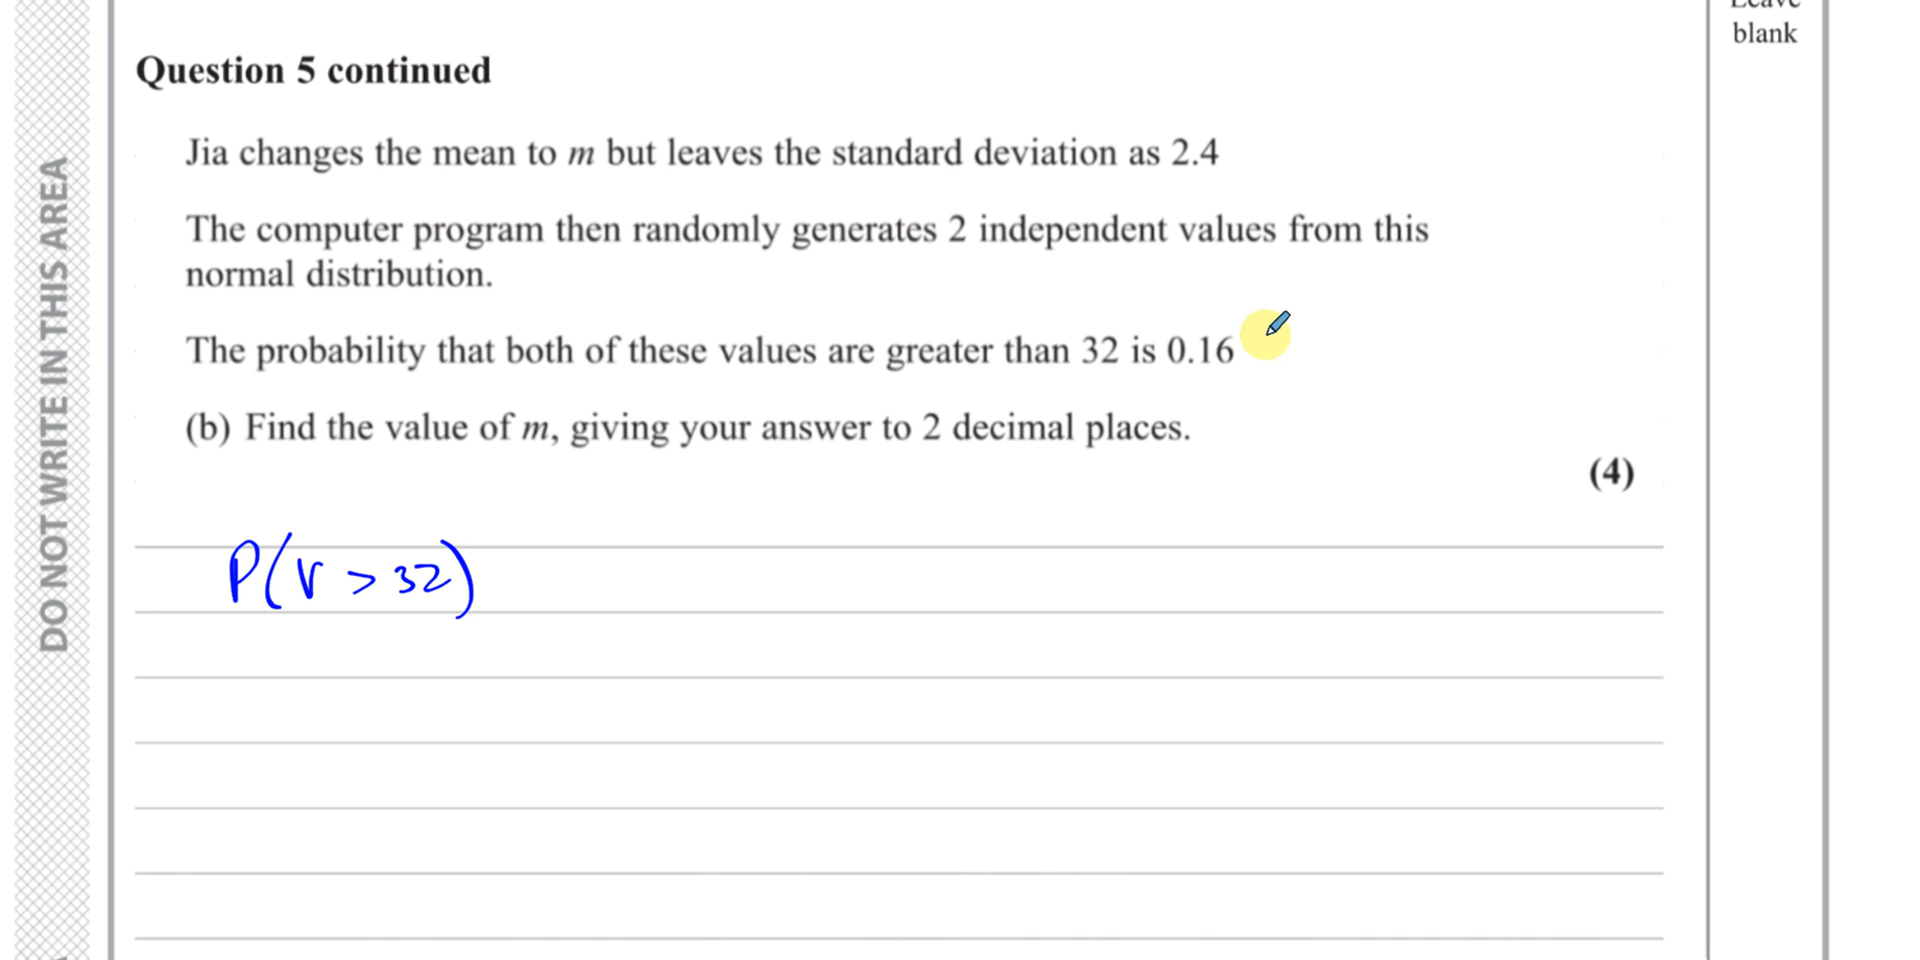 Leave
blank
Question 5 continued
Jia changes the mean to m but leaves the standard deviation as 2.4
The computer program then randomly generates 2 independent values from this
normal distribution.
The probability that both of these values are greater than 32 is 0.16
(b) Find the value of m, giving your answer to 2 decimal places.
(4)
P(V > 32)
DO NOT WRITE IN THIS AREA